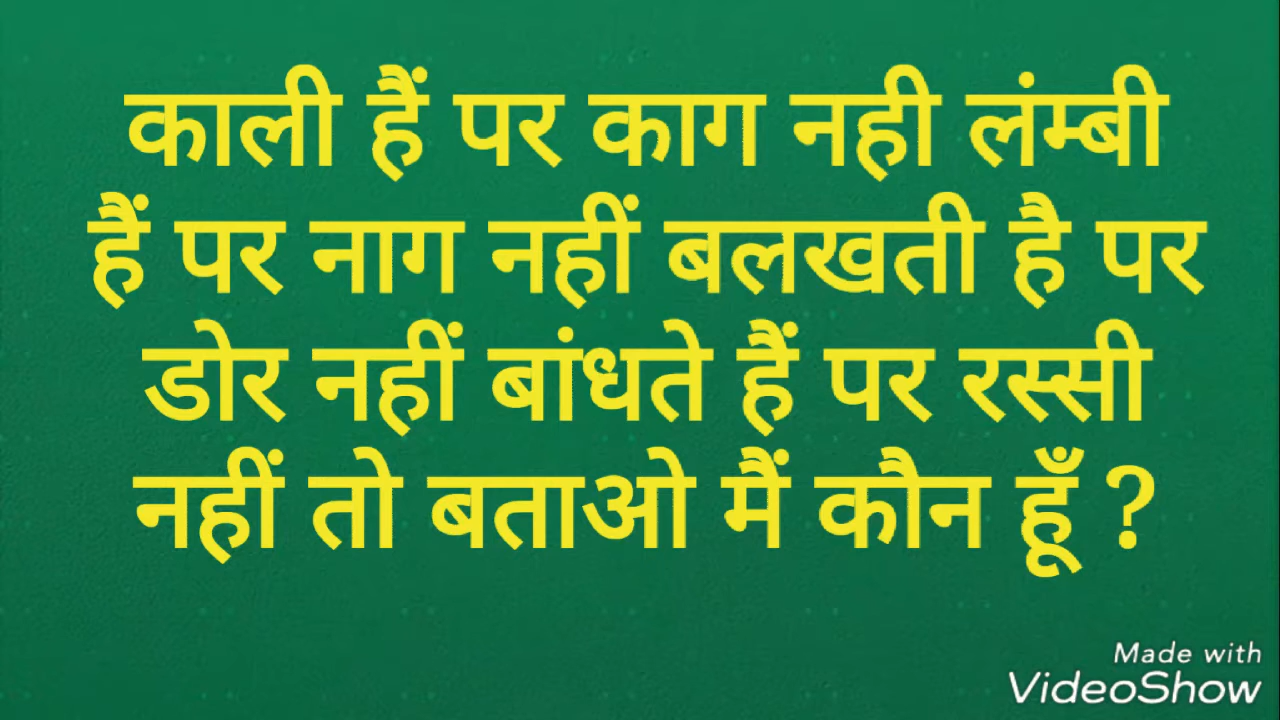 काली हैं पर काग नही लंम्बी
हैं पर नाग नहीं बलखती है पर
डोर नहीं बांधते हैं पर रस्सी
नहीं तो बताओ मैं कौन हूँ ?
Made with
VideoShow